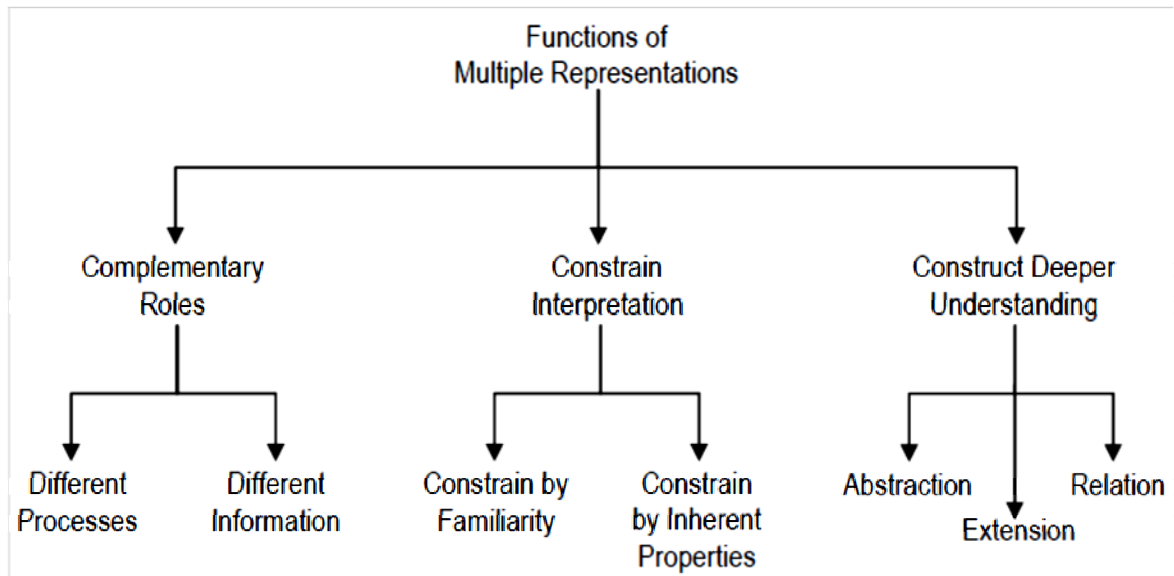 Functions of
Multiple Representations
Complementary
Roles
Constrain
Interpretation
Construct Deeper
Understanding
Different
Processes
Different
Information
Constrain by
Familiarity
Constrain
by Inherent
Properties
Abstraction
Extension
Relation